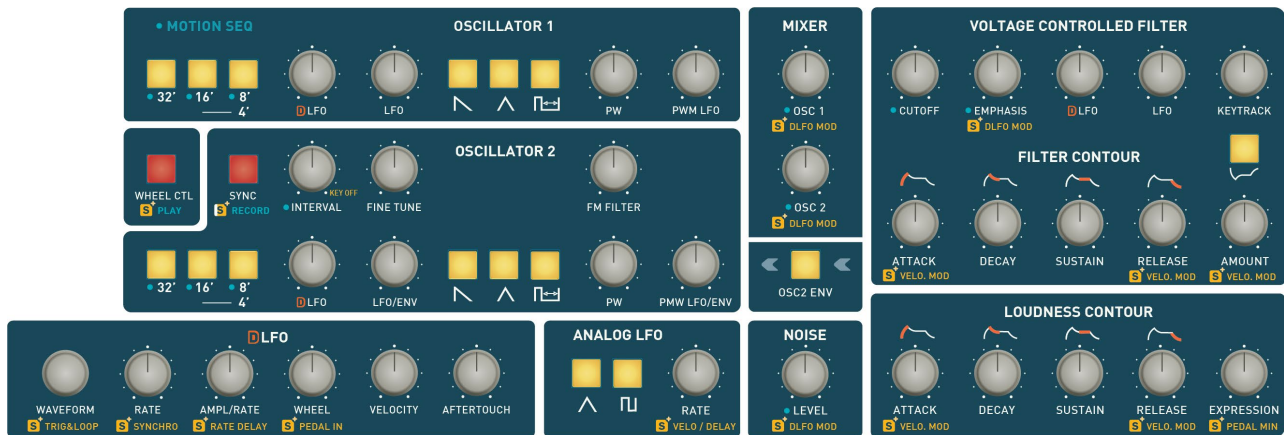 MOTION SEQ
OSCILLATOR 1
32' 16' 8'
4'
D LFO
LFO
PW
PWM LFO
WHEEL CTL
S+ PLAY
OSCILLATOR 2
SYNC
S+ RECORD
KEY OFF
INTERVAL
FINE TUNE
FM FILTER
32' 16' 8'
4'
D LFO
LFO/ENV
PW
PMW LFO/ENV
MIXER
OSC 1
S+ DLFO MOD
OSC 2
S+ DLFO MOD
OSC2 ENV
VOLTAGE CONTROLLED FILTER
CUTOFF
EMPHASIS
S+ DLFO MOD
D LFO
LFO
KEYTRACK
FILTER CONTOUR
ATTACK
S+ VELO. MOD
DECAY
SUSTAIN
RELEASE
S+ VELO. MOD
AMOUNT
S+ VELO. MOD
D LFO
WAVEFORM
S+ TRIG&LOOP
RATE
S+ SYNCHRO
AMPL/RATE
S+ RATE DELAY
WHEEL
S+ PEDAL IN
VELOCITY
AFTERTOUCH
ANALOG LFO
RATE
S+ VELO / DELAY
NOISE
LEVEL
S+ DLFO MOD
LOUDNESS CONTOUR
ATTACK
S+ VELO. MOD
DECAY
SUSTAIN
RELEASE
S+ VELO. MOD
EXPRESSION
S+ PEDAL MIN